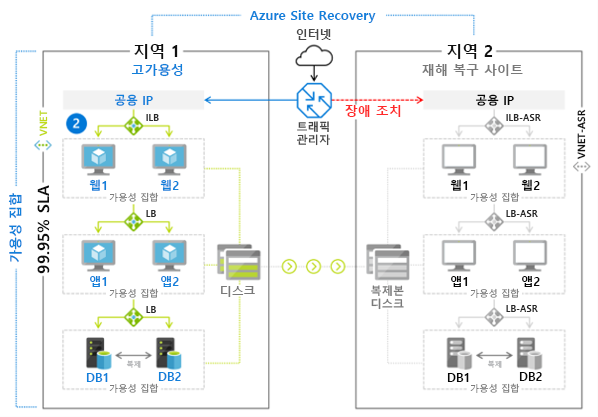 Azure Site Recovery
인터넷
지역 1
고가용성
지역 2
재해 복구 사이트
공용 IP
트래픽
관리자
장애 조치
공용 IP
VNET
2
ILB
웹1
웹2
가용성 집합
LB
앱1
앱2
가용성 집합
LB
DB1
복제
DB2
가용성 집합
가용성 집합
99.95% SLA
디스크
복제본
디스크
ILB-ASR
웹1
웹2
가용성 집합
LB-ASR
앱1
앱2
가용성 집합
LB-ASR
DB1
복제
DB2
가용성 집합
VNET-ASR